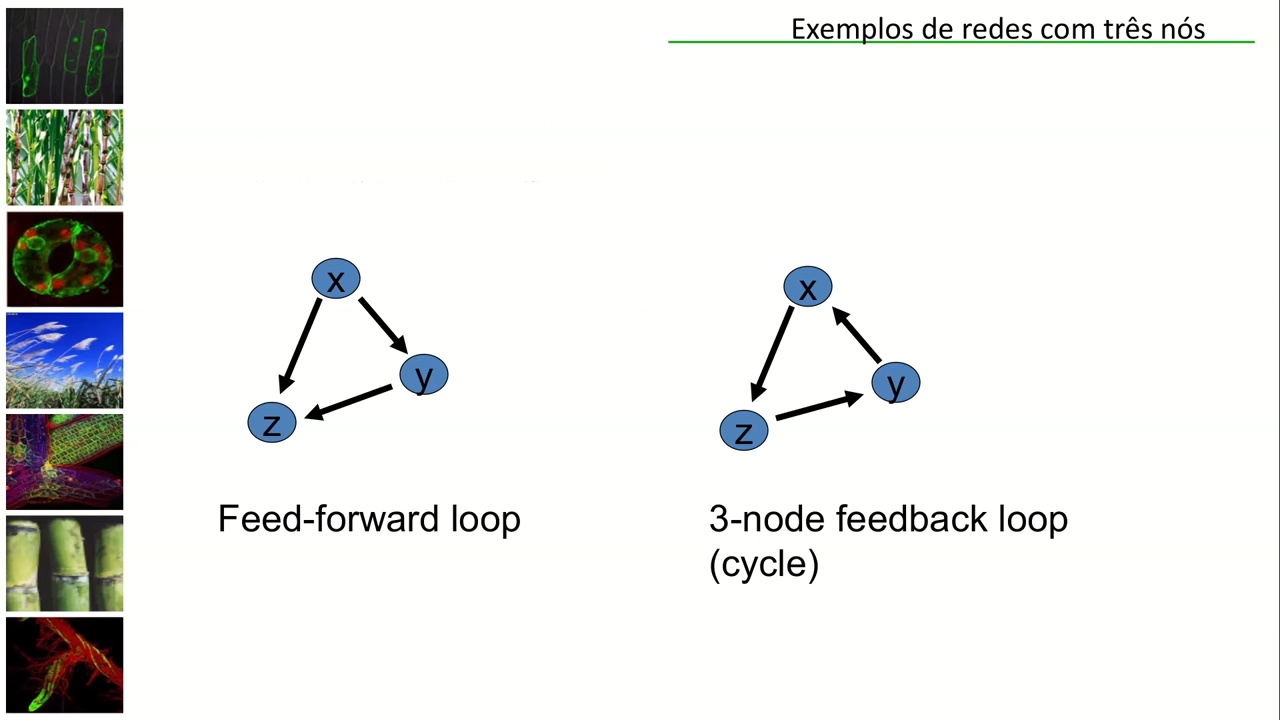 Exemplos de redes com três nós
x
y
z
Feed-forward loop
x
y
z
3-node feedback loop
(cycle)